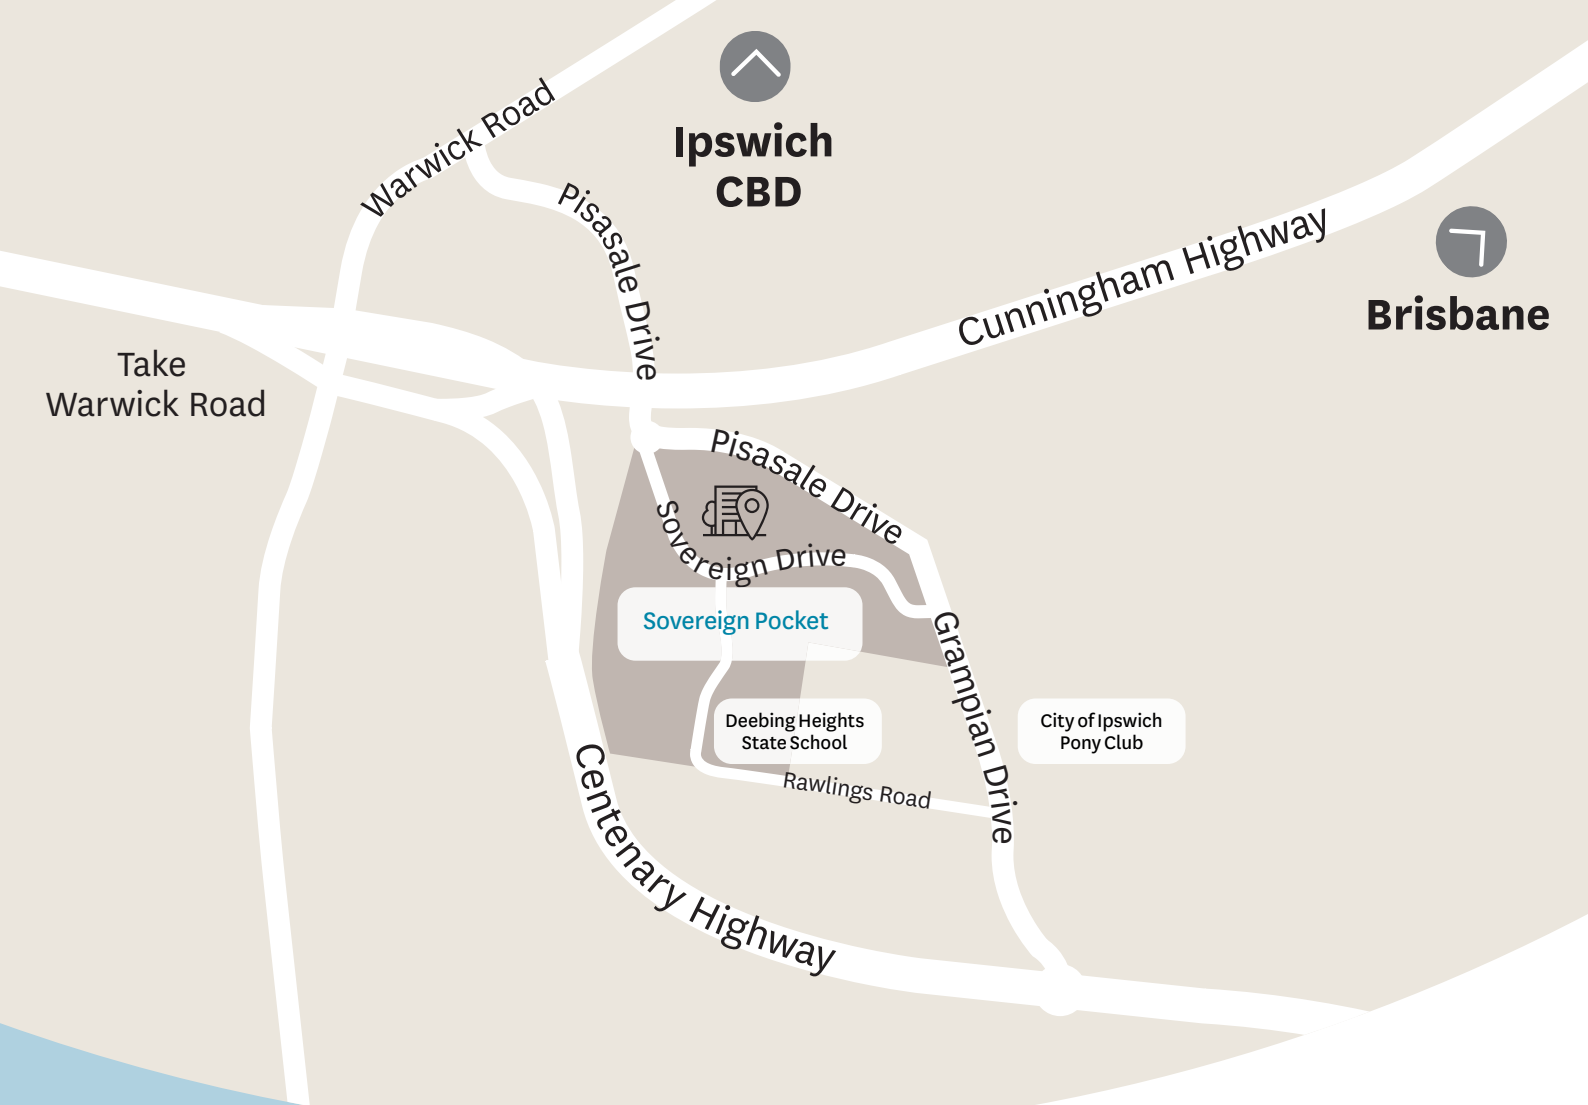 Warwick Road
Ipswich
CBD
Pisasale Drive
Cunningham Highway
Brisbane
Take
Warwick Road
Pisasale Drive
Sovereign Drive
Sovereign Pocket
Grampian Drive
Deebing Heights
State School
City of Ipswich
Pony Club
Rawlings Road
Centenary Highway